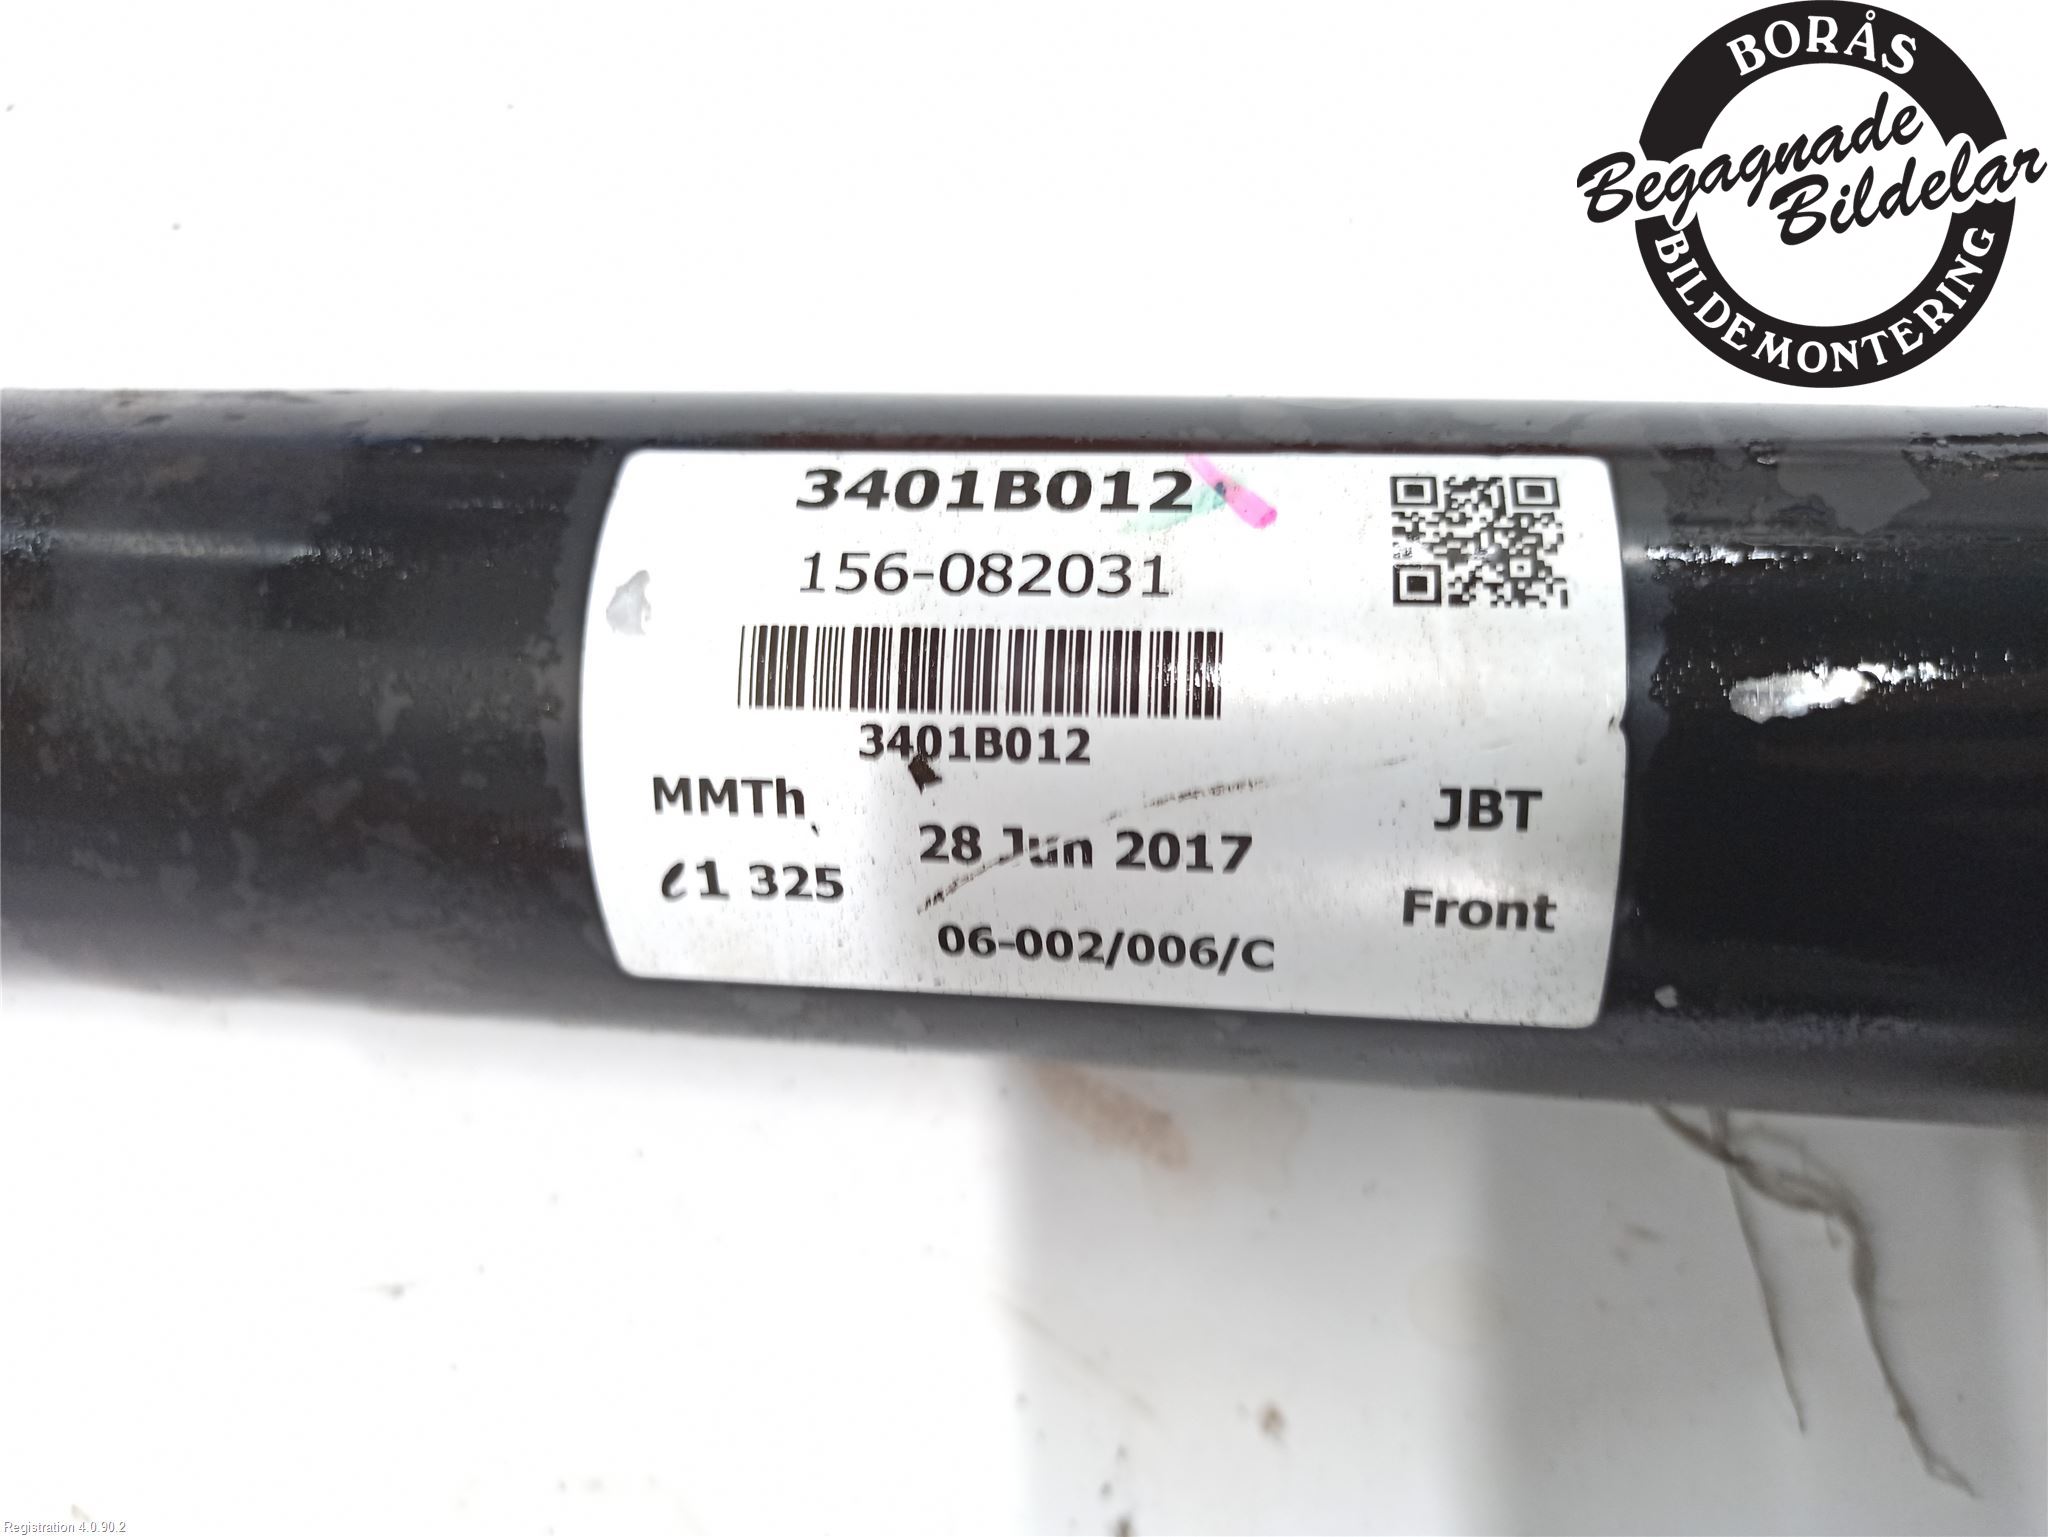 BORÅS
Begagnade
Bildelar
BILDEMONTERING
3401B012
156-082031
3401B012
MMTh
JBT
28 Jun 2017
e1 325
Front
06-002/006/C
Registration 4.0.90.2